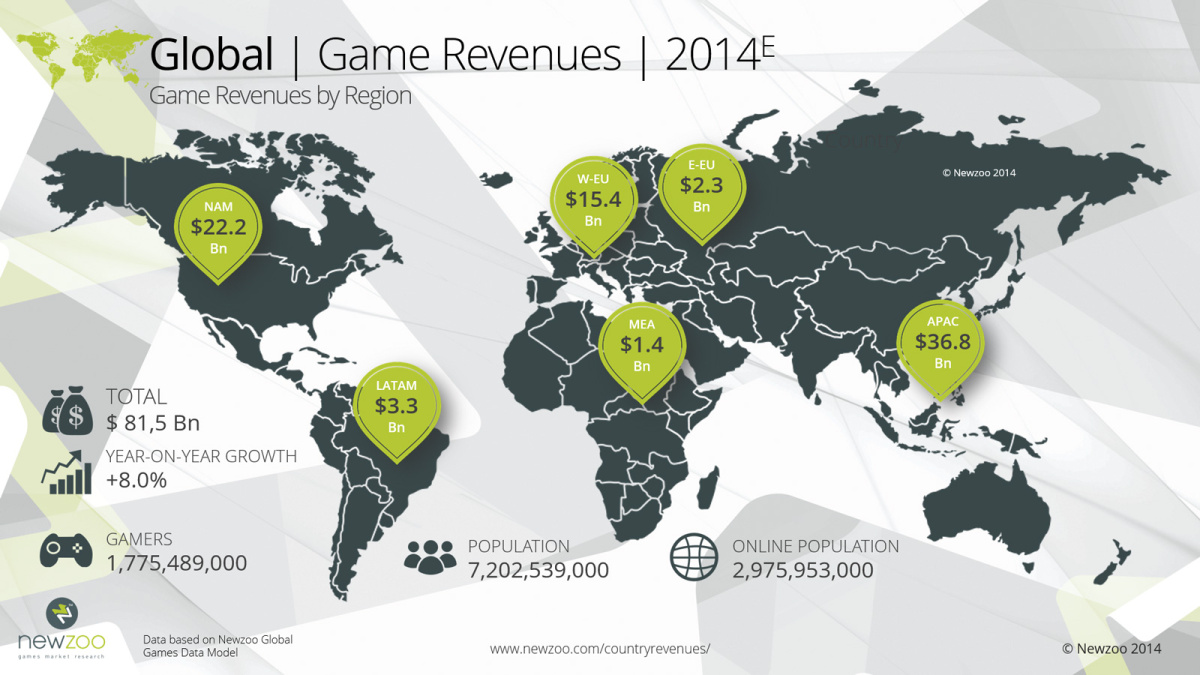 Global | Game Revenues | 2014E
Game Revenues by Region
© Newzoo 2014
NAM
$22.2
Bn
W-EU
$15.4
Bn
E-EU
$2.3
Bn
MEA
$1.4
Bn
APAC
$36.8
Bn
LATAM
$3.3
Bn
TOTAL
$ 81,5 Bn
YEAR-ON-YEAR GROWTH
+8.0%
GAMERS
1,775,489,000
POPULATION
7,202,539,000
ONLINE POPULATION
2,975,953,000
newzoo
games market research
Data based on Newzoo Global
Games Data Model
www.newzoo.com/countryrevenues/
© Newzoo 2014